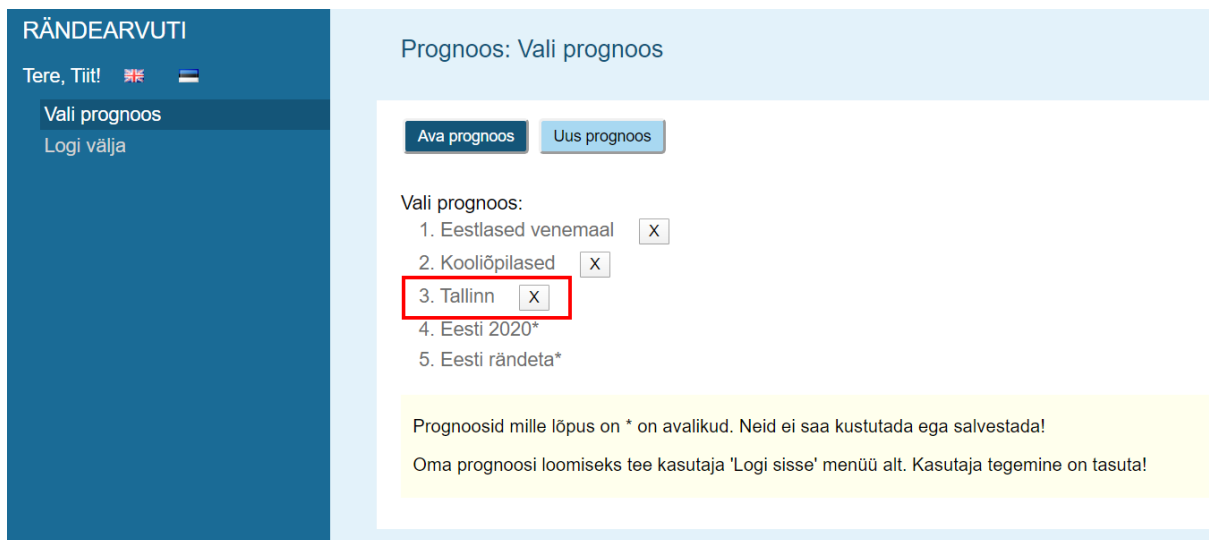 RÄNDEARVUTI
Tere, Tiit!
Vali prognoos
Logi välja
Prognoos: Vali prognoos
Ava prognoos Uus prognoos
Vali prognoos:
1. Eestlased venemaal X
2. Kooliõpilased X
3. Tallinn X
4. Eesti 2020*
5. Eesti rändeta*
Prognoosid mille lõpus on * on avalikud. Neid ei saa kustutada ega salvestada!
Oma prognoosi loomiseks tee kasutaja 'Logi sisse' menüü alt. Kasutaja tegemine on tasuta!